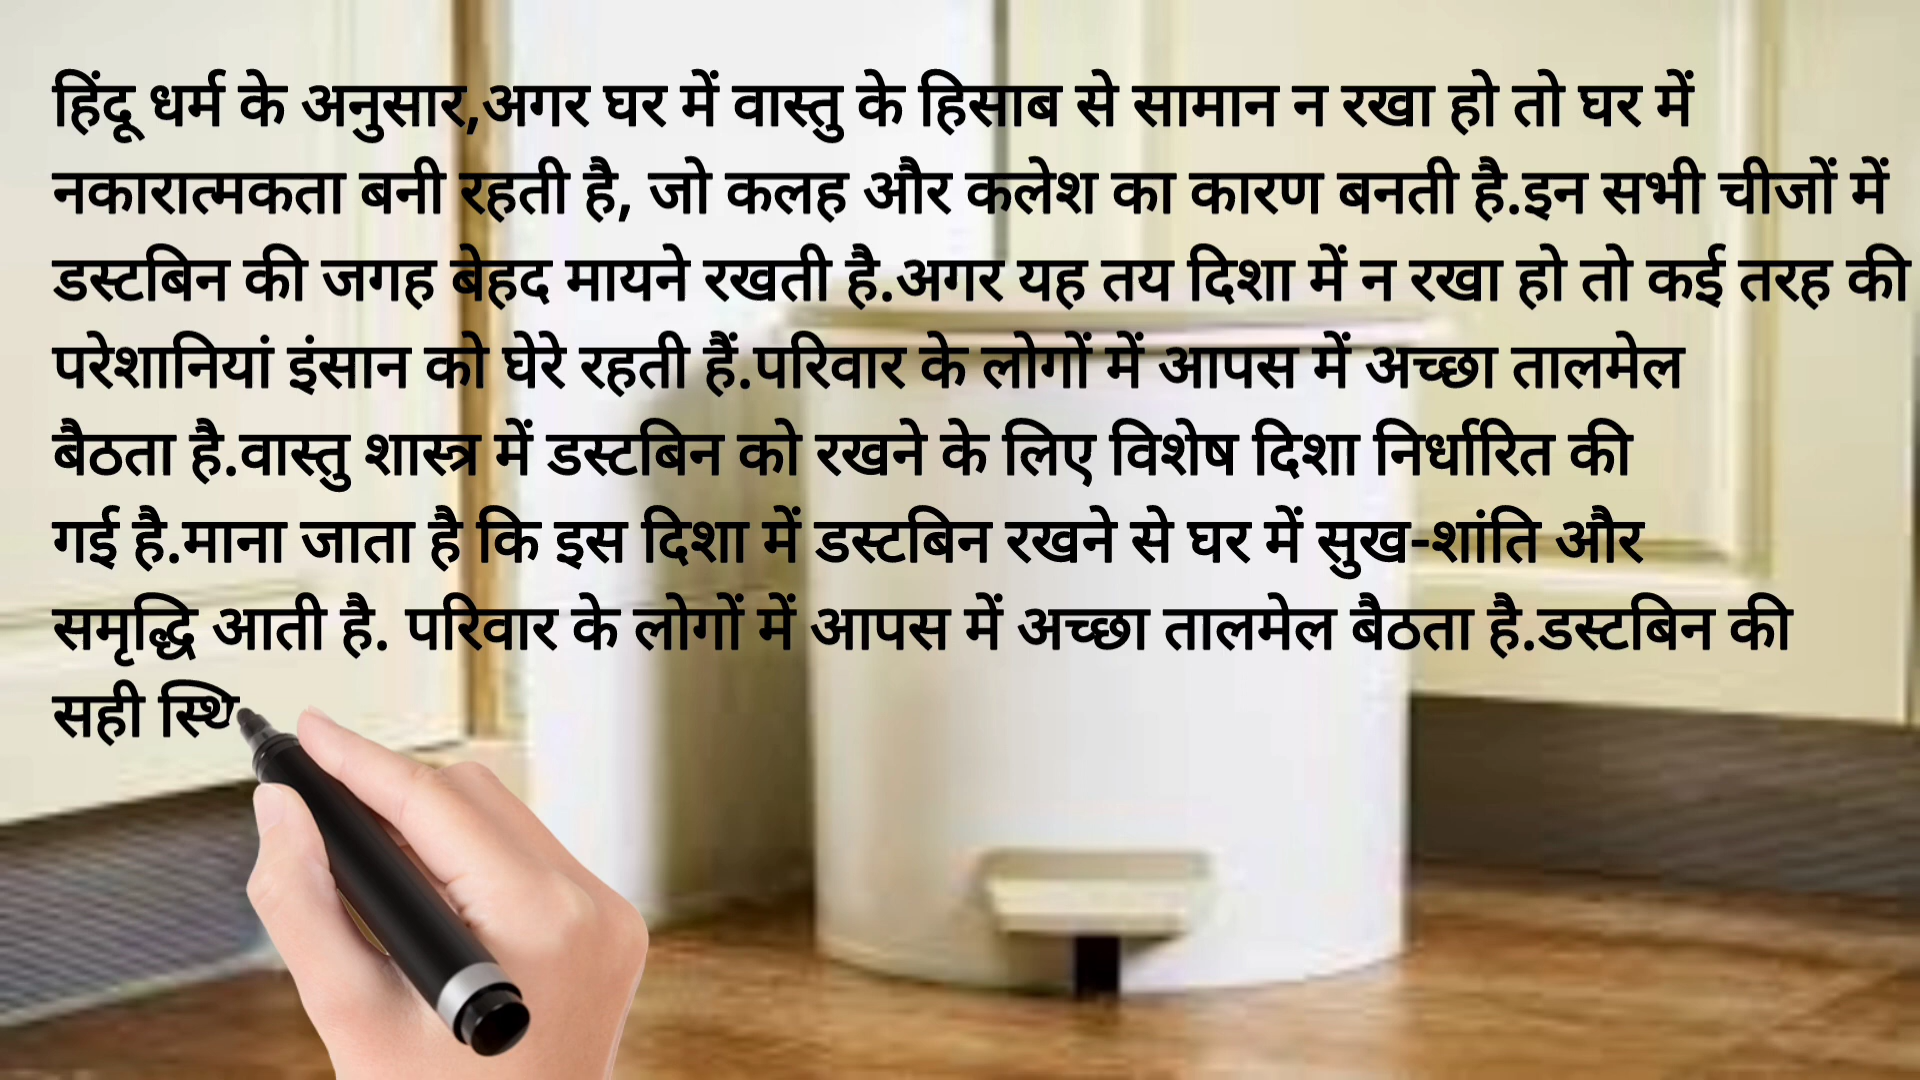 हिंदू धर्म के अनुसार,अगर घर में वास्तु के हिसाब से सामान न रखा हो तो घर में
नकारात्मकता बनी रहती है, जो कलह और कलेश का कारण बनती है.इन सभी चीजों में
डस्टबिन की जगह बेहद मायने रखती है.अगर यह तय दिशा में न रखा हो तो कई तरह की
परेशानियां इंसान को घेरे रहती हैं.परिवार के लोगों में आपस में अच्छा तालमेल
बैठता है.वास्तु शास्त्र में डस्टबिन को रखने के लिए विशेष दिशा निर्धारित की
गई है.माना जाता है कि इस दिशा में डस्टबिन रखने से घर में सुख-शांति और
समृद्धि आती है. परिवार के लोगों में आपस में अच्छा तालमेल बैठता है.डस्टबिन की
सही स्थि